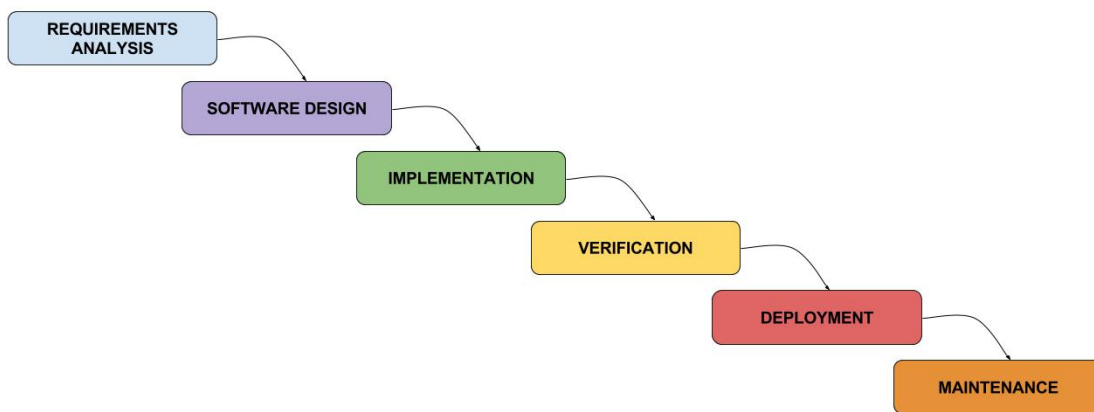 REQUIREMENTS
ANALYSIS
SOFTWARE DESIGN
IMPLEMENTATION
VERIFICATION
DEPLOYMENT
MAINTENANCE